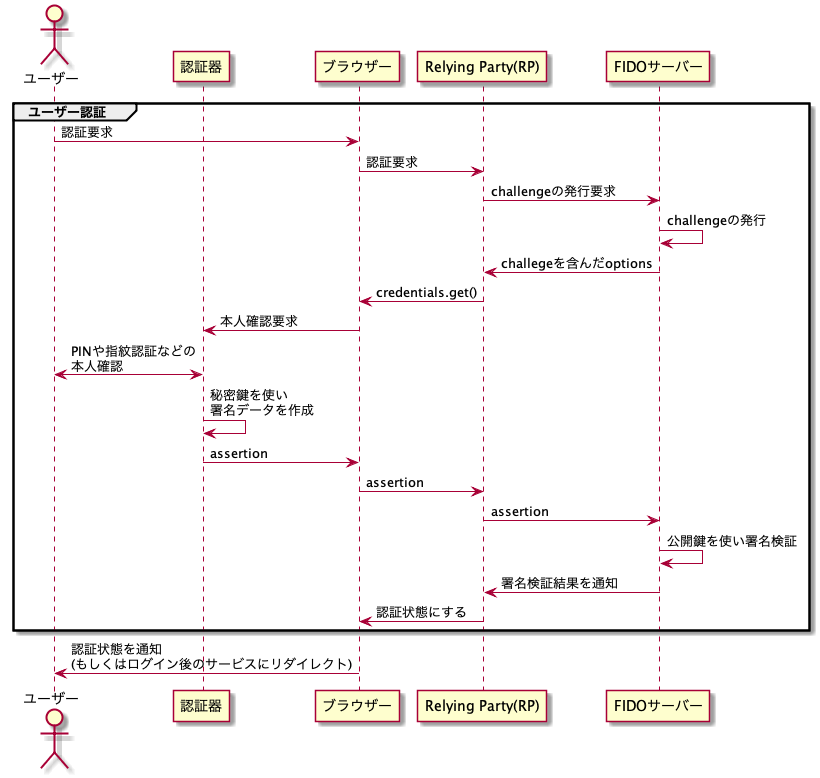 ユーザー
認証器
ブラウザー
Relying Party(RP)
FIDOサーバー
ユーザー認証
認証要求
認証要求
challengeの発行要求
challengeの発行
challegeを含んだoptions
credentials.get()
本人確認要求
PINや指紋認証などの
本人確認
秘密鍵を使い
署名データを作成
assertion
assertion
assertion
公開鍵を使い署名検証
署名検証結果を通知
認証状態にする
認証状態を通知
(もしくはログイン後のサービスにリダイレクト)
ユーザー
認証器
ブラウザー
Relying Party(RP)
FIDOサーバー